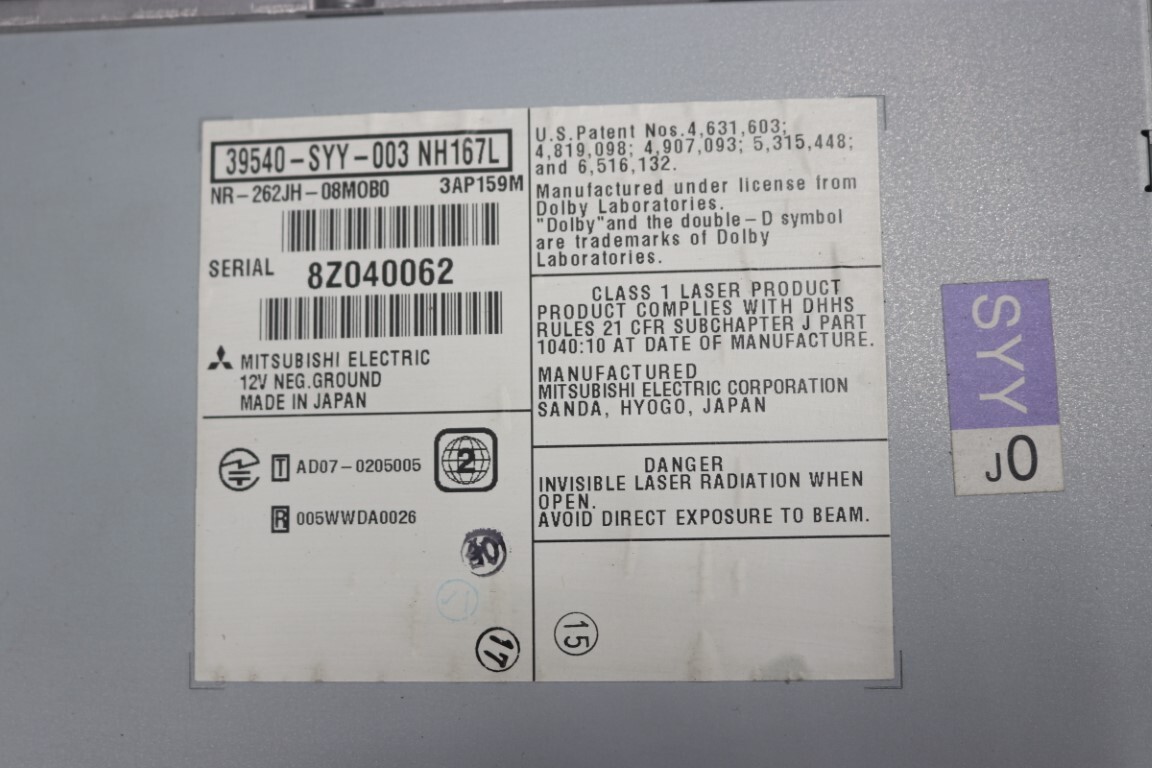 39540-SYY-003 NH167L
NR-262JH-08M0B0 3AP159M
SERIAL 8Z040062
MITSUBISHI ELECTRIC
12V NEG.GROUND
MADE IN JAPAN
T AD07-0205005
2
R 005WWDA0026
17
U.S.Patent Nos.4,631,603;
4,819,098; 4,907,093; 5,315,448;
and 6,516,132.
Manufactured under license from
Dolby Laboratories.
"Dolby"and the double-D symbol
are trademarks of Dolby
Laboratories.
CLASS 1 LASER PRODUCT
PRODUCT COMPLIES WITH DHHS
RULES 21 CFR SUBCHAPTER J PART
1040:10 AT DATE OF MANUFACTURE.
MANUFACTURED
MITSUBISHI ELECTRIC CORPORATION
SANDA, HYOGO, JAPAN
DANGER
INVISIBLE LASER RADIATION WHEN
OPEN.
AVOID DIRECT EXPOSURE TO BEAM.
15
SYY
J0